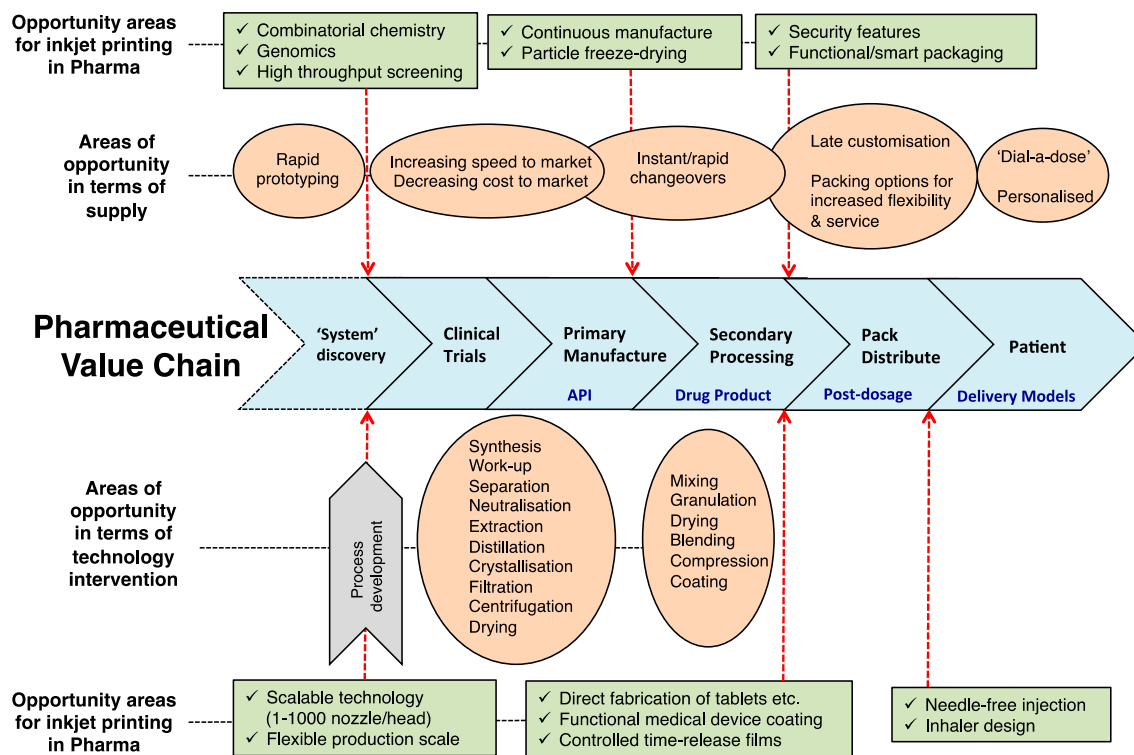 Opportunity areas
for inkjet printing
in Pharma
✓ Combinatorial chemistry
✓ Genomics
✓ High throughput screening
✓ Continuous manufacture
✓ Particle freeze-drying
✓ Security features
✓ Functional/smart packaging
Areas of
opportunity
in terms of
supply
Rapid
prototyping
Increasing speed to market
Decreasing cost to market
Instant/rapid
changeovers
Late customisation
Packing options for
increased flexibility
& service
‘Dial-a-dose’
Personalised
Pharmaceutical
Value Chain
‘System’
discovery
Clinical
Trials
Primary
Manufacture
API
Secondary
Processing
Drug Product
Pack
Distribute
Post-dosage
Patient
Delivery Models
Areas of
opportunity
in terms of
technology
intervention
Process
development
Synthesis
Work-up
Separation
Neutralisation
Extraction
Distillation
Crystallisation
Filtration
Centrifugation
Drying
Mixing
Granulation
Drying
Blending
Compression
Coating
Opportunity areas
for inkjet printing
in Pharma
✓ Scalable technology
(1-1000 nozzle/head)
✓ Flexible production scale
✓ Direct fabrication of tablets etc.
✓ Functional medical device coating
✓ Controlled time-release films
✓ Needle-free injection
✓ Inhaler design